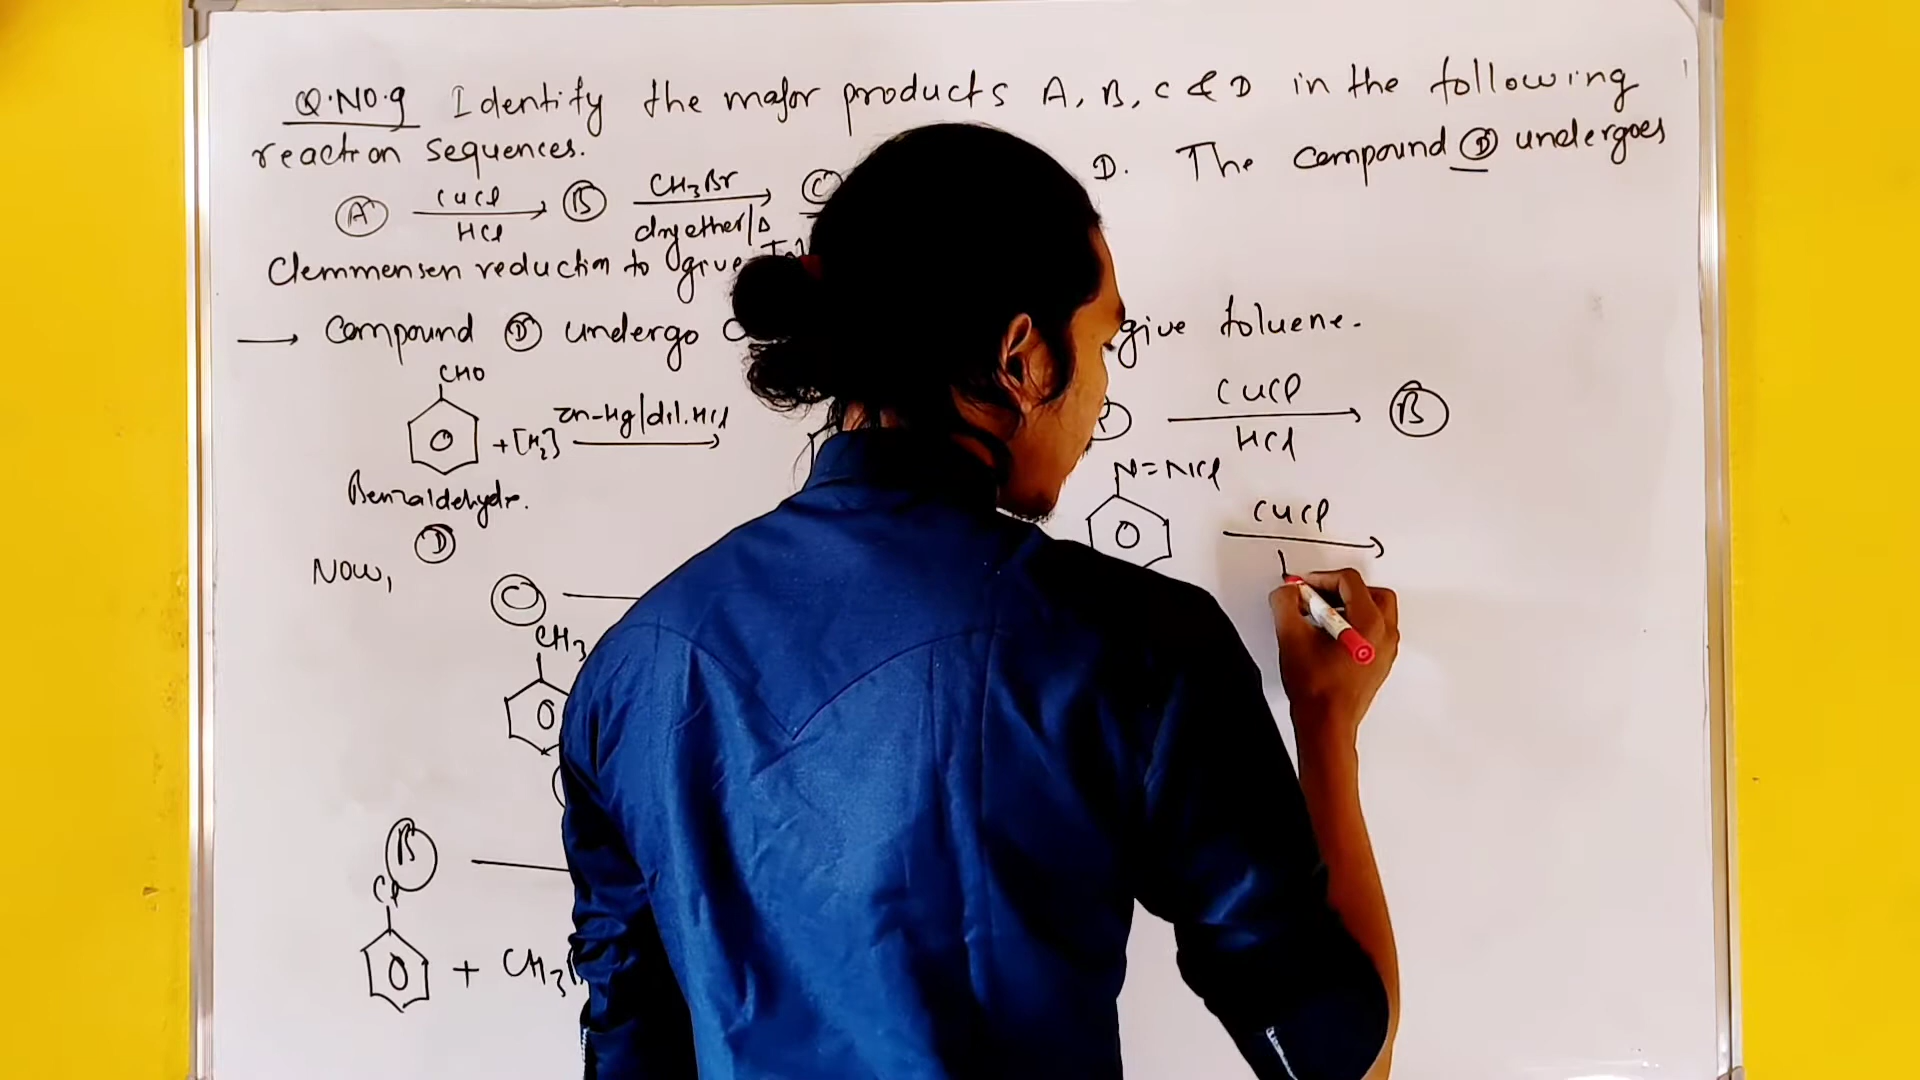 Q.NO.9 Identify the major products A, B, C & D in the following
reaction sequences. D. The compound D undergoes
A CuCl HCl B CH3Br dry ether/Δ C
Clemmensen reduction to give
→ Compound D undergo give toluene.
CHO
+[H2] Zn-Hg/dil.HCl
Benzaldehyde.
D
CuCl
HCl
B
N=NCl
CuCl
Now,
C
CH3
B
Cl
+ CH3